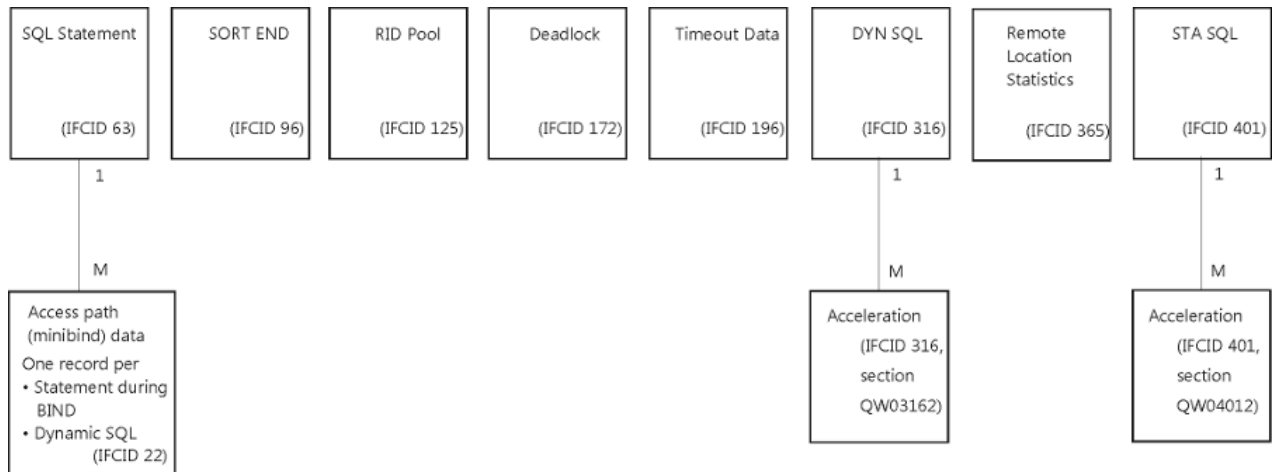 SQL Statement
(IFCID 63)
SORT END
(IFCID 96)
RID Pool
(IFCID 125)
Deadlock
(IFCID 172)
Timeout Data
(IFCID 196)
DYN SQL
(IFCID 316)
Remote
Location
Statistics
(IFCID 365)
STA SQL
(IFCID 401)
1
1
1
M
M
M
Access path
(minibind) data
One record per
• Statement during
BIND
• Dynamic SQL
(IFCID 22)
Acceleration
(IFCID 316,
section
QW03162)
Acceleration
(IFCID 401,
section
QW04012)